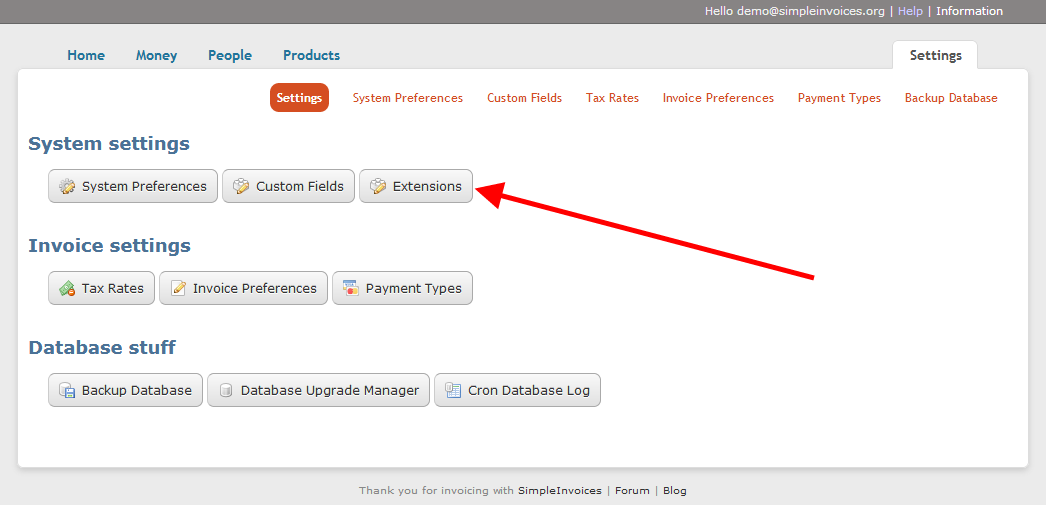 Hello demo@simpleinvoices.org | Help | Information
Home Money People Products Settings
Settings System Preferences Custom Fields Tax Rates Invoice Preferences Payment Types Backup Database
System settings
System Preferences Custom Fields Extensions
Invoice settings
Tax Rates Invoice Preferences Payment Types
Database stuff
Backup Database Database Upgrade Manager Cron Database Log
Thank you for invoicing with SimpleInvoices | Forum | Blog